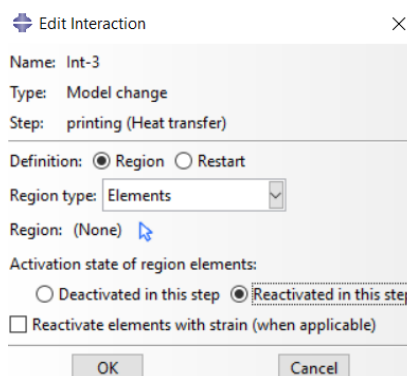 Edit Interaction
Name: Int-3
Type: Model change
Step: printing (Heat transfer)
Definition: Region Restart
Region type: Elements
Region: (None)
Activation state of region elements:
Deactivated in this step Reactivated in this step
Reactivate elements with strain (when applicable)
OK Cancel